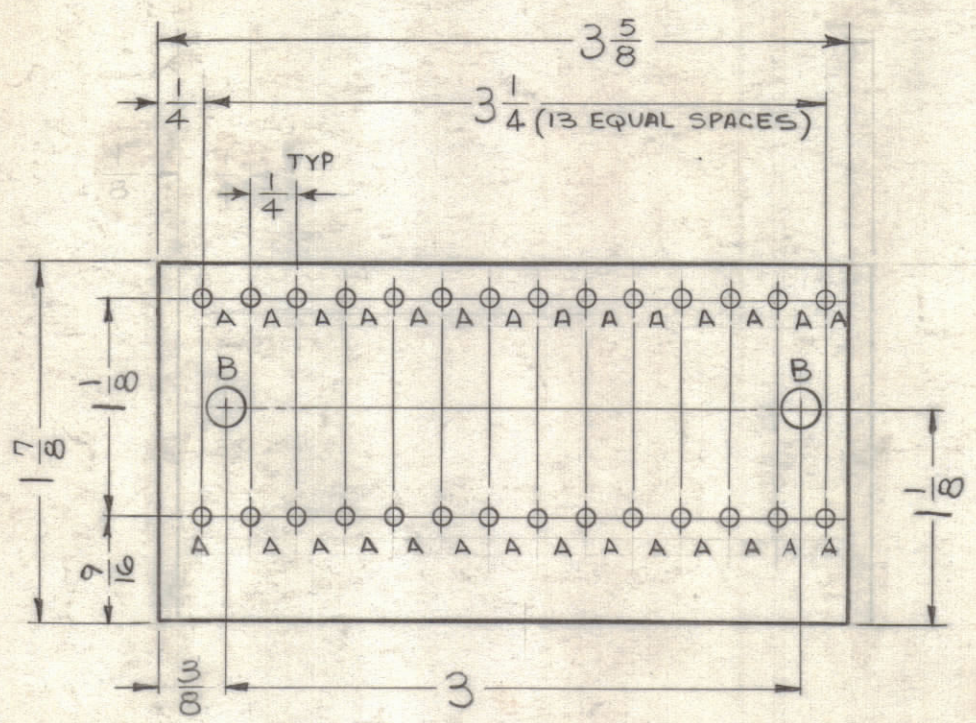 3 5/8
1/4
3 1/4 (13 EQUAL SPACES)
TYP
1/4
A A A A A A A A A A A A A A
B B
1 1/8
1 7/8
1 1/8
9/16
A A A A A A A A A A A A A A
3/8
3